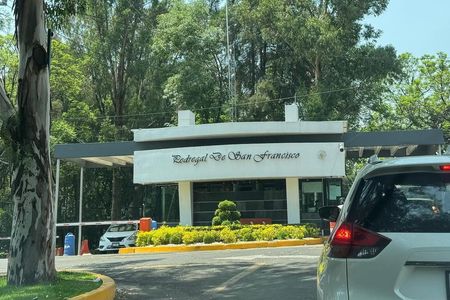 Pedregal De San Francisco